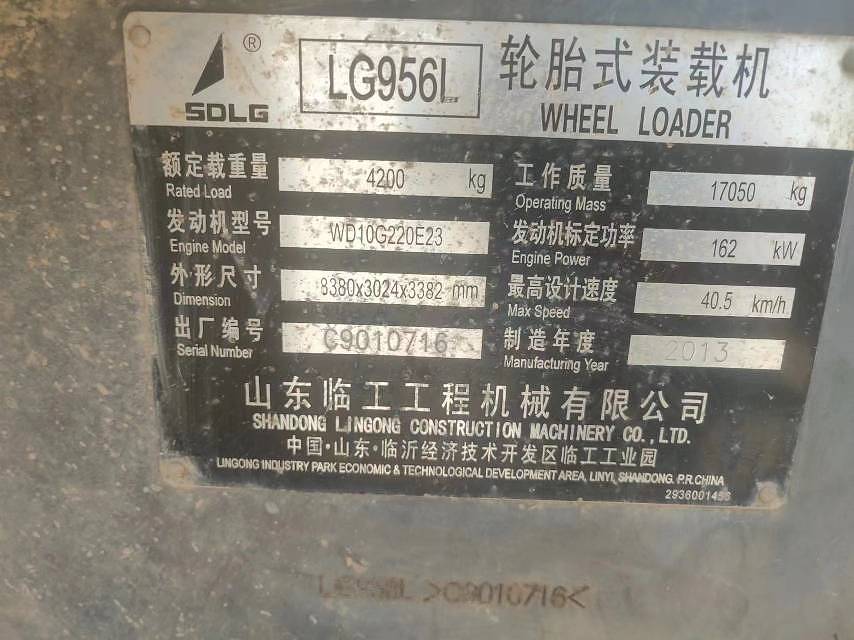 ® LG956L 轮胎式装载机
SDLG WHEEL LOADER
额定载重量 4200 kg 工作质量 17050 kg
Rated Load Operating Mass
发动机型号 WD10G220E23 发动机标定功率 162 kW
Engine Model Engine Power
外形尺寸 8380x3024x3382 mm 最高设计速度 40.5 km/h
Dimension Max Speed
出厂编号 C9010716 制造年度 2013
Serial Number Manufacturing Year
山东临工工程机械有限公司
SHANDONG LINGONG CONSTRUCTION MACHINERY CO.,LTD.
中国·山东·临沂经济技术开发区临工工业园
LINGONG INDUSTRY PARK ECONOMIC & TECHNOLOGICAL DEVELOPMENT AREA, LINYI, SHANDONG. P.R.CHINA
LG956L >C9010716<